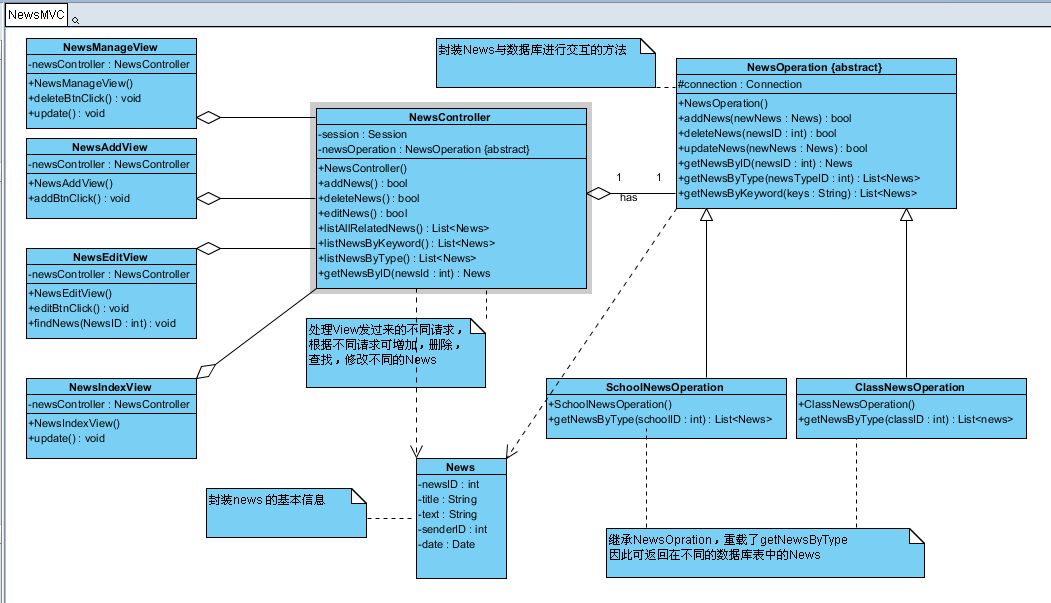 NewsMVC
NewsManageView
-newsController : NewsController
+NewsManageView()
+deleteBtnClick() : void
+update() : void
NewsAddView
-newsController : NewsController
+NewsAddView()
+addBtnClick() : void
NewsEditView
-newsController : NewsController
+NewsEditView()
+editBtnClick() : void
+findNews(NewsID : int) : void
NewsIndexView
-newsController : NewsController
+NewsIndexView()
+update() : void
NewsController
-session : Session
-newsOperation : NewsOperation {abstract}
+NewsController()
+addNews() : bool
+deleteNews() : bool
+editNews() : bool
+listAllRelatedNews() : List<News>
+listNewsByKeyword() : List<News>
+listNewsByType() : List<News>
+getNewsByID(newsId : int) : News
处理View发过来的不同请求，
根据不同请求可增加，删除，
查找，修改不同的News
封装News与数据库进行交互的方法
1
1
has
NewsOperation {abstract}
#connection : Connection
+NewsOperation()
+addNews(newNews : News) : bool
+deleteNews(newsID : int) : bool
+updateNews(newNews : News) : bool
+getNewsByID(newsID : int) : News
+getNewsByType(newsTypeID : int) : List<News>
+getNewsByKeyword(keys : String) : List<News>
SchoolNewsOperation
+SchoolNewsOperation()
+getNewsByType(schoolID : int) : List<News>
ClassNewsOperation
+ClassNewsOperation()
+getNewsByType(classID : int) : List<news>
News
-newsID : int
-title : String
-text : String
-senderID : int
-date : Date
封装news 的基本信息
继承NewsOpration，重载了getNewsByType
因此可返回在不同的数据库表中的News